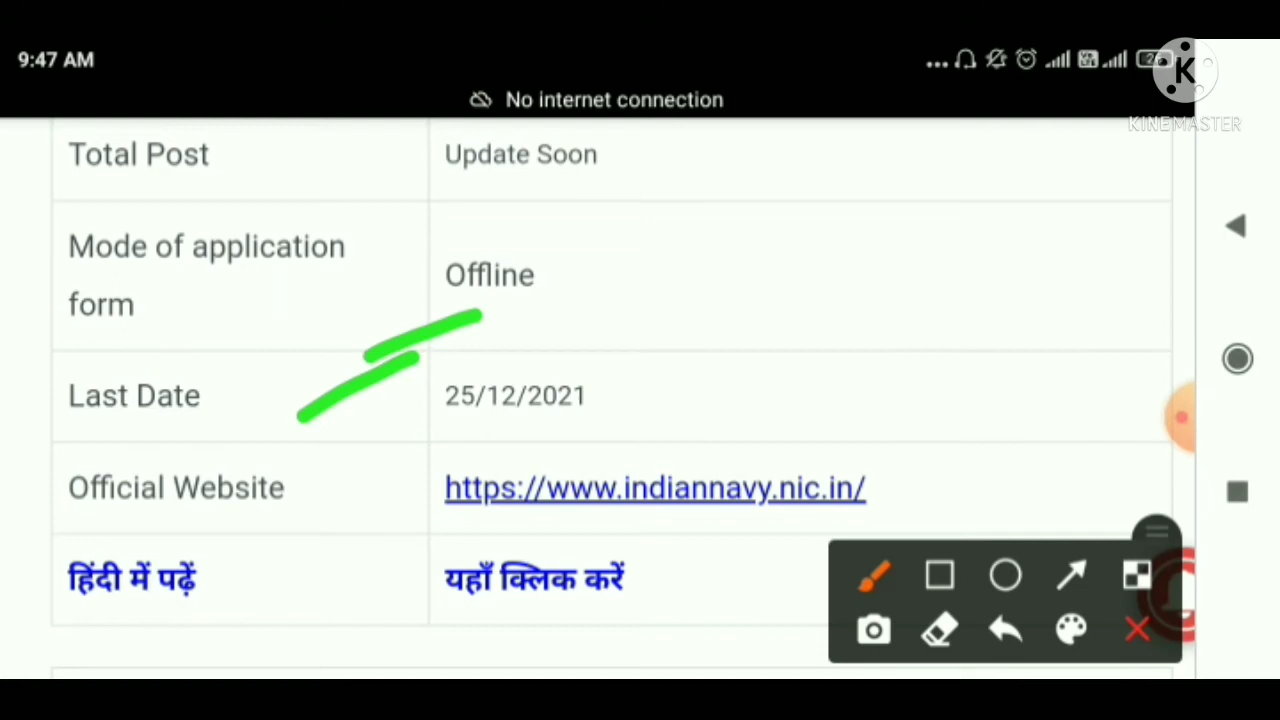 9:47 AM
No internet connection
KINEMASTER
Total Post
Update Soon
Mode of application
form
Offline
Last Date
25/12/2021
Official Website
https://www.indiannavy.nic.in/
हिंदी में पढ़ें
यहाँ क्लिक करें